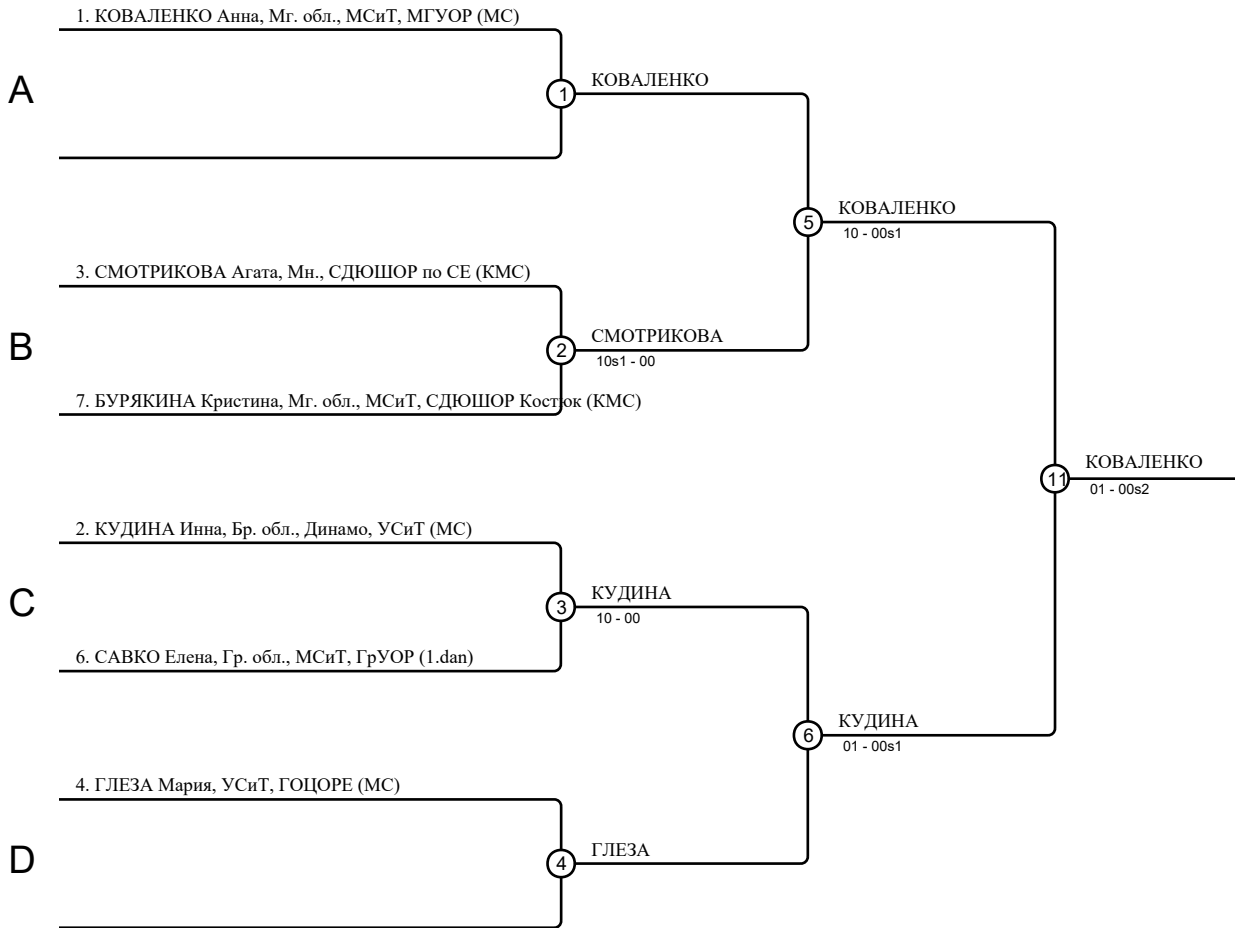 1. КОВАЛЕНКО Анна, Мг. обл., МСиТ, МГУОР (МС)
A
1
КОВАЛЕНКО
5
КОВАЛЕНКО
10 - 00s1
3. СМОТРИКОВА Агата, Мн., СДЮШОР по СЕ (КМС)
B
2
СМОТРИКОВА
10s1 - 00
7. БУРЯКИНА Кристина, Мг. обл., МСиТ, СДЮШОР Костюк (КМС)
11
КОВАЛЕНКО
01 - 00s2
2. КУДИНА Инна, Бр. обл., Динамо, УСиТ (МС)
C
3
КУДИНА
10 - 00
6. САВКО Елена, Гр. обл., МСиТ, ГрУОР (1.dan)
6
КУДИНА
01 - 00s1
4. ГЛЕЗА Мария, УСиТ, ГОЦОРЕ (МС)
D
4
ГЛЕЗА